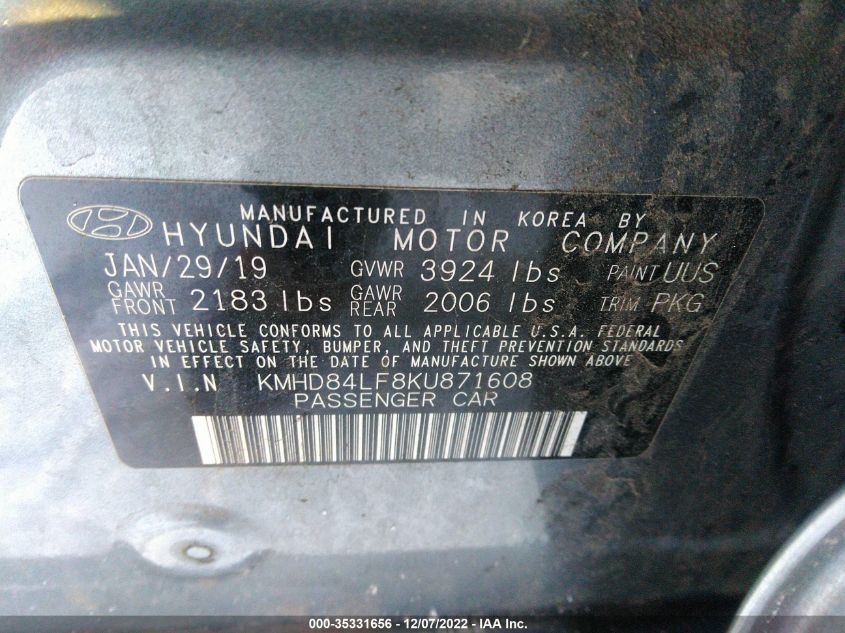 MANUFACTURED IN KOREA BY
HYUNDAI MOTOR COMPANY
JAN/29/19 GVWR 3924 lbs PAINT UUS
GAWR FRONT 2183 lbs GAWR REAR 2006 lbs TRIM PKG
THIS VEHICLE CONFORMS TO ALL APPLICABLE U.S.A. FEDERAL
MOTOR VEHICLE SAFETY, BUMPER, AND THEFT PREVENTION STANDARDS
IN EFFECT ON THE DATE OF MANUFACTURE SHOWN ABOVE
V.I.N KMHD84LF8KU871608
PASSENGER CAR
000-35331656 - 12/07/2022 - IAA Inc.